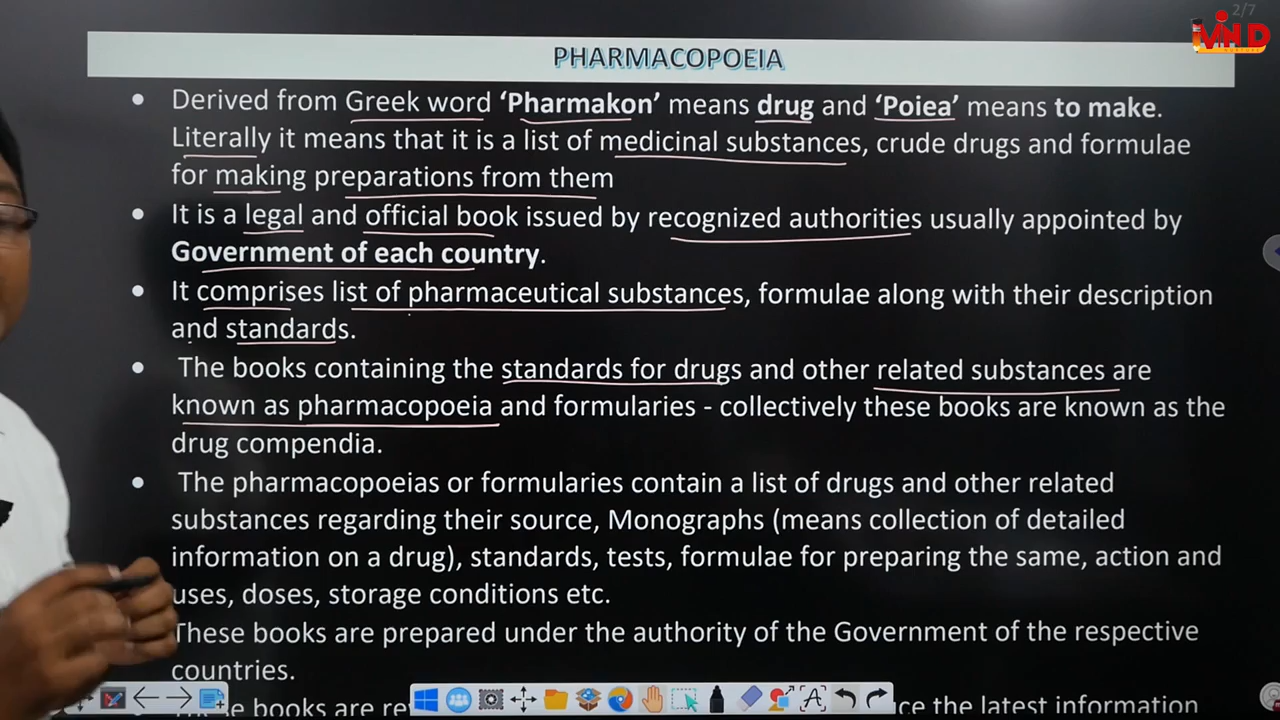 2/7
PHARMACOPOEIA
• Derived from Greek word ‘Pharmakon’ means drug and ‘Poiea’ means to make.
Literally it means that it is a list of medicinal substances, crude drugs and formulae
for making preparations from them
• It is a legal and official book issued by recognized authorities usually appointed by
Government of each country.
• It comprises list of pharmaceutical substances, formulae along with their description
and standards.
• The books containing the standards for drugs and other related substances are
known as pharmacopoeia and formularies - collectively these books are known as the
drug compendia.
• The pharmacopoeias or formularies contain a list of drugs and other related
substances regarding their source, Monographs (means collection of detailed
information on a drug), standards, tests, formulae for preparing the same, action and
uses, doses, storage conditions etc.
These books are prepared under the authority of the Government of the respective
countries.
books are the latest information